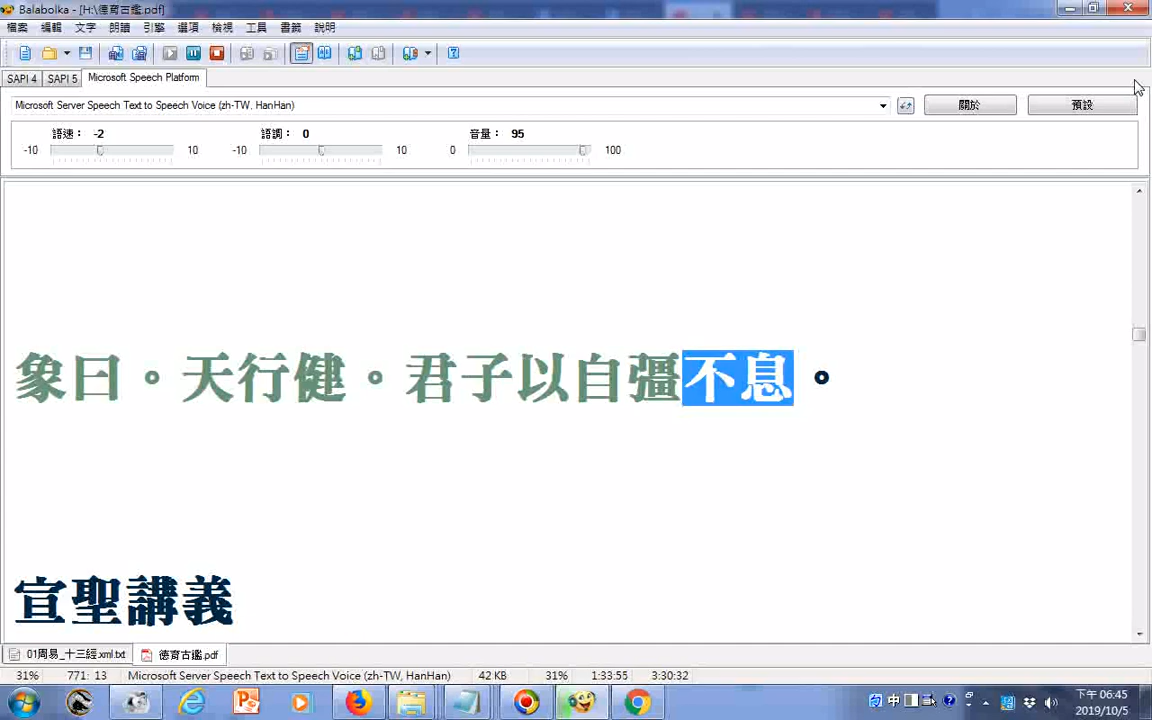 Balabolka - [H:\德育古鑑.pdf]
檔案 編輯 文字 朗讀 引擎 選項 檢視 工具 書籤 說明
SAPI 4 SAPI 5 Microsoft Speech Platform
Microsoft Server Speech Text to Speech Voice (zh-TW, HanHan) 關於 預設
語速： -2 語調： 0 音量： 95
-10 10 -10 10 0 100
象曰。天行健。君子以自彊不息。
宣聖講義
01周易_十三經.xml.txt 德育古鑑.pdf
31% 771: 13 Microsoft Server Speech Text to Speech Voice (zh-TW, HanHan) 42 KB 31% 1:33:55 3:30:32
中 下午 06:45
2019/10/5